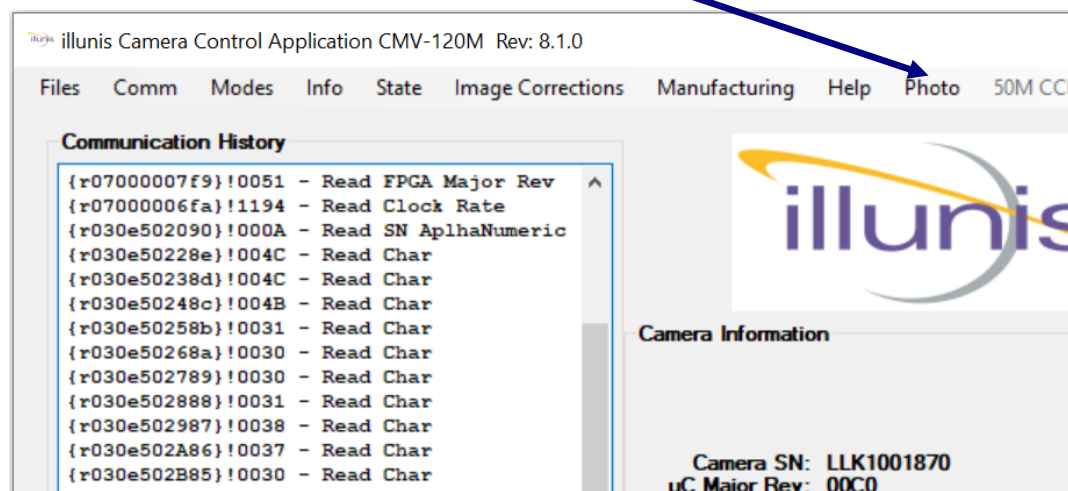 illunis illunis Camera Control Application CMV-120M Rev: 8.1.0
Files Comm Modes Info State Image Corrections Manufacturing Help Photo 50M CC
Communication History
{r07000007f9}!0051 - Read FPGA Major Rev
{r07000006fa}!1194 - Read Clock Rate
{r030e502090}!000A - Read SN AplhaNumeric
{r030e50228e}!004C - Read Char
{r030e50238d}!004C - Read Char
{r030e50248c}!004B - Read Char
{r030e50258b}!0031 - Read Char
{r030e50268a}!0030 - Read Char
{r030e502789}!0030 - Read Char
{r030e502888}!0031 - Read Char
{r030e502987}!0038 - Read Char
{r030e502A86}!0037 - Read Char
{r030e502B85}!0030 - Read Char
illunis
Camera Information
Camera SN: LLK1001870
uC Major Rev: 00C0